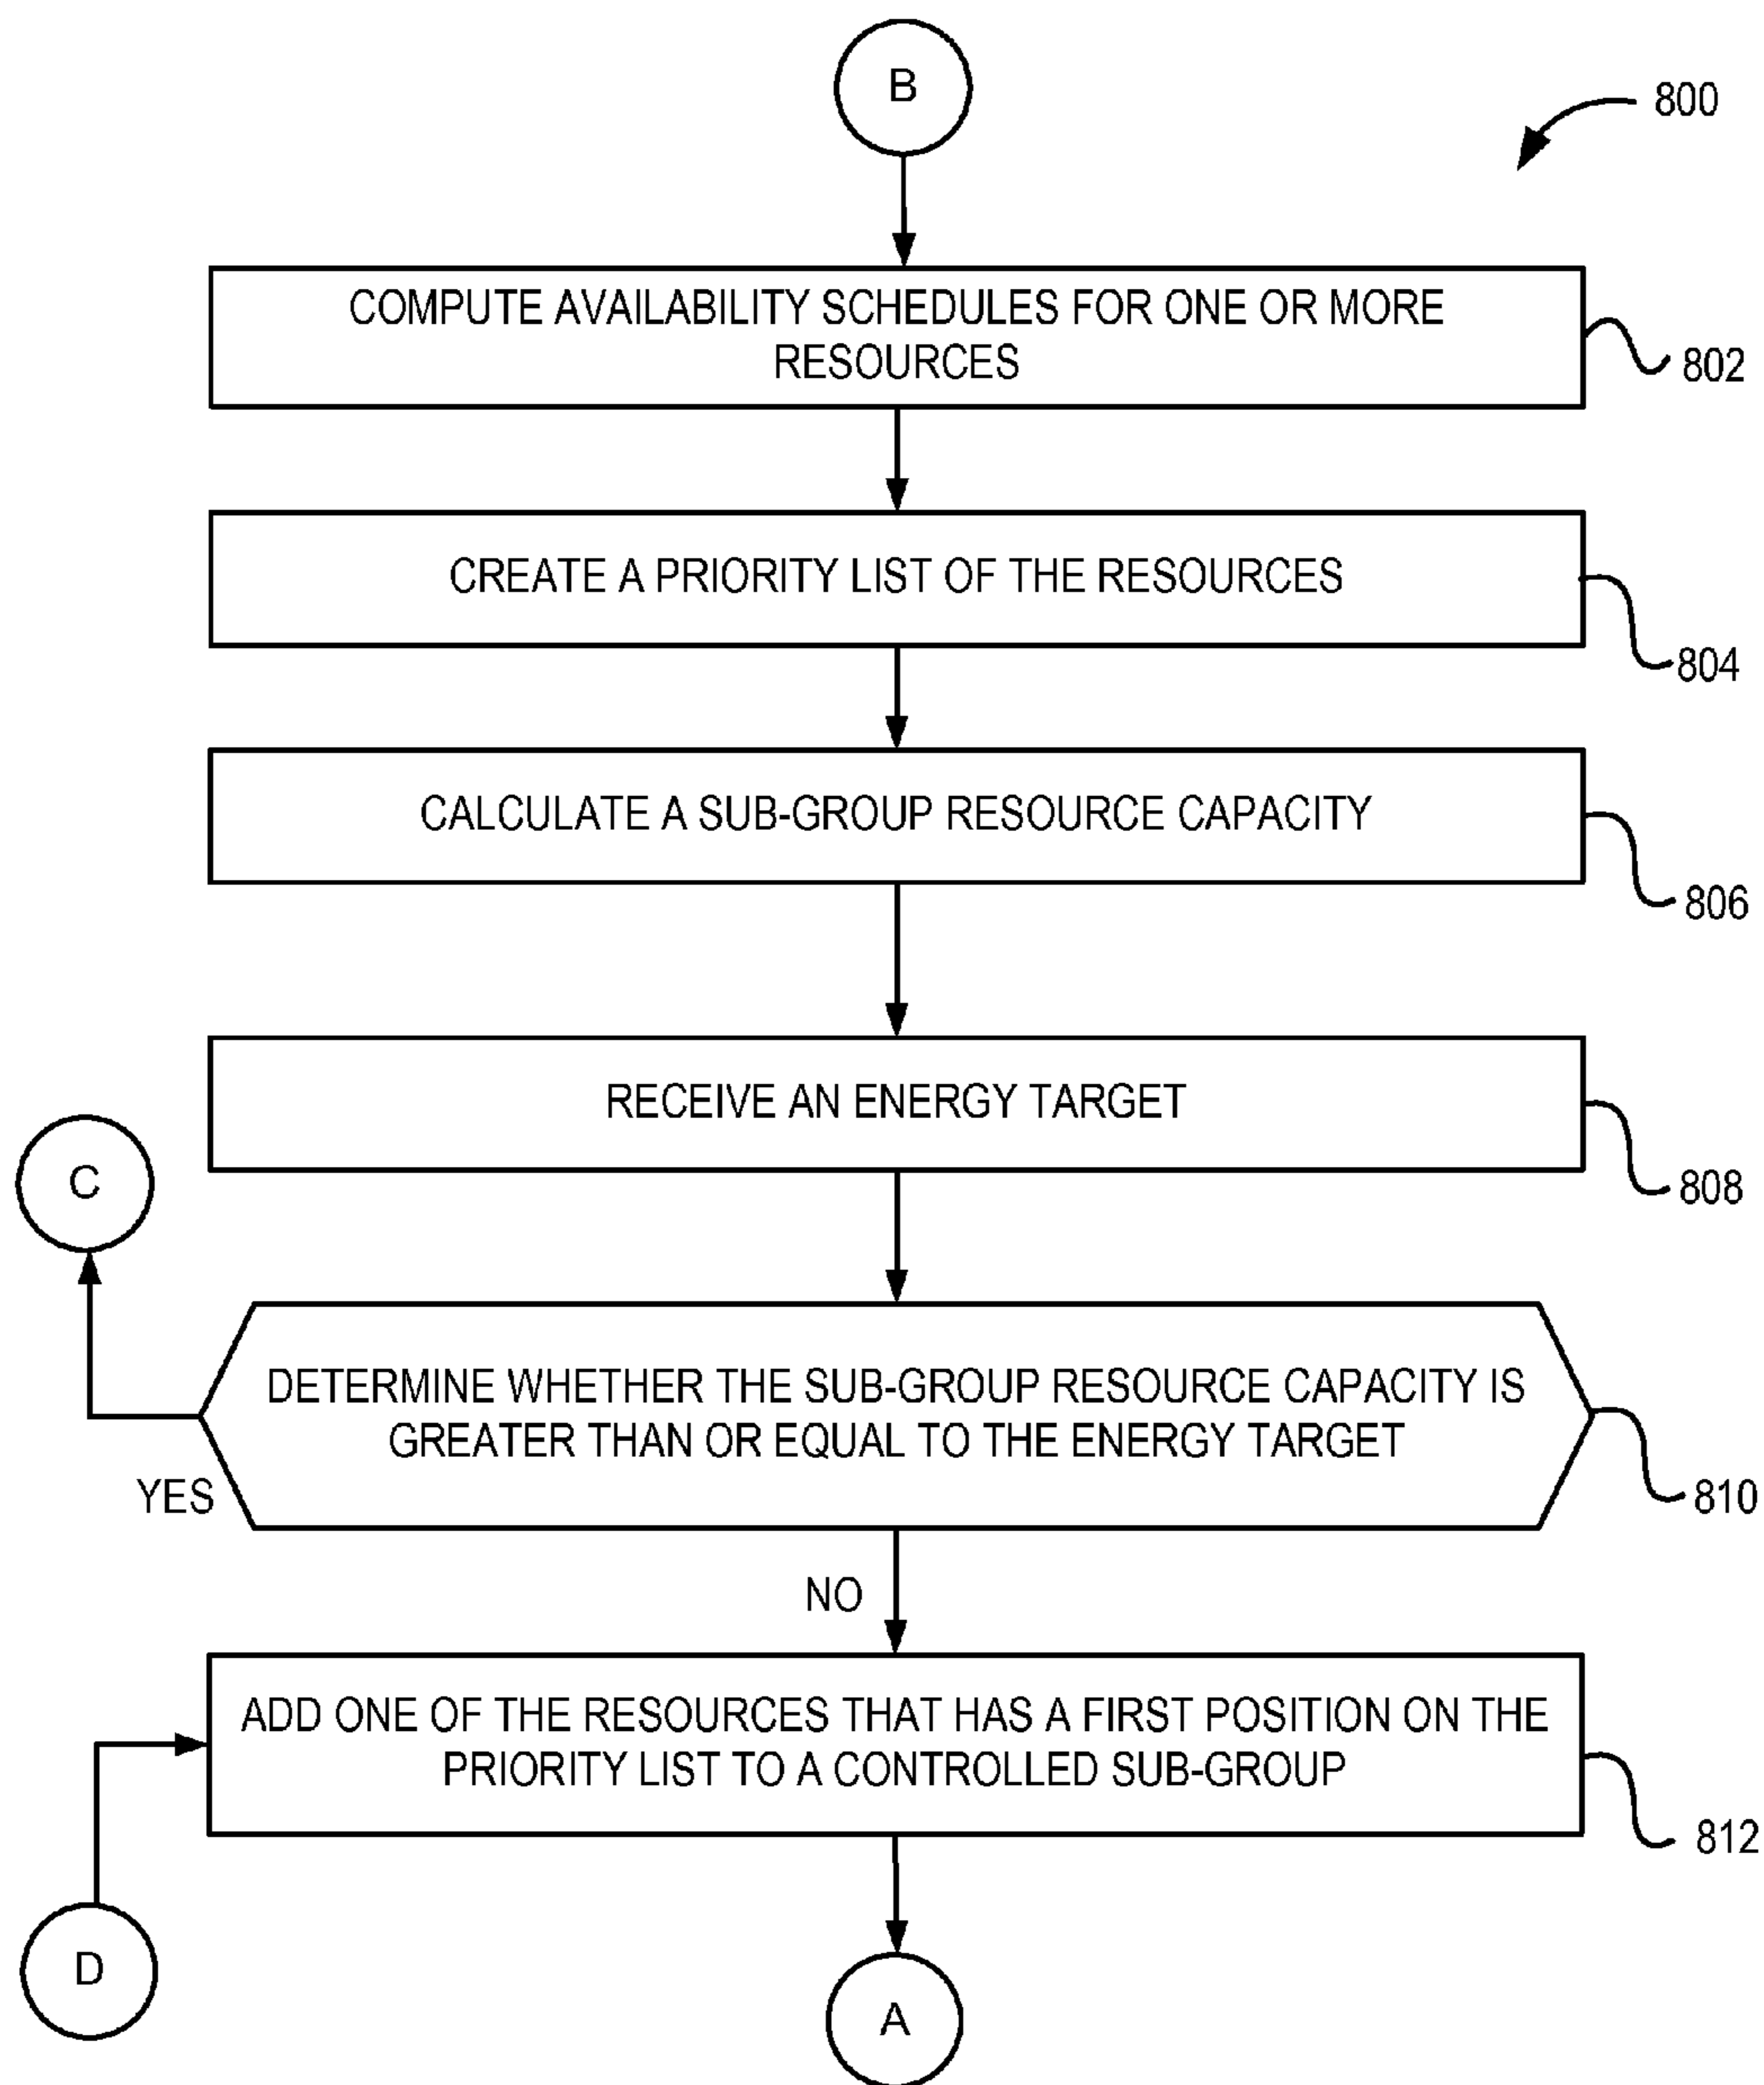 B
800
COMPUTE AVAILABILITY SCHEDULES FOR ONE OR MORE
RESOURCES
802
CREATE A PRIORITY LIST OF THE RESOURCES
804
CALCULATE A SUB-GROUP RESOURCE CAPACITY
806
RECEIVE AN ENERGY TARGET
808
C
DETERMINE WHETHER THE SUB-GROUP RESOURCE CAPACITY IS
GREATER THAN OR EQUAL TO THE ENERGY TARGET
YES
810
NO
ADD ONE OF THE RESOURCES THAT HAS A FIRST POSITION ON THE
PRIORITY LIST TO A CONTROLLED SUB-GROUP
812
D
A